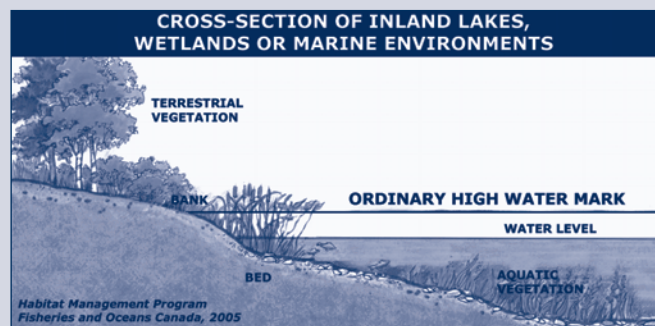 CROSS-SECTION OF INLAND LAKES,
WETLANDS OR MARINE ENVIRONMENTS
TERRESTRIAL
VEGETATION
BANK
ORDINARY HIGH WATER MARK
WATER LEVEL
BED
AQUATIC
VEGETATION
Habitat Management Program
Fisheries and Oceans Canada, 2005